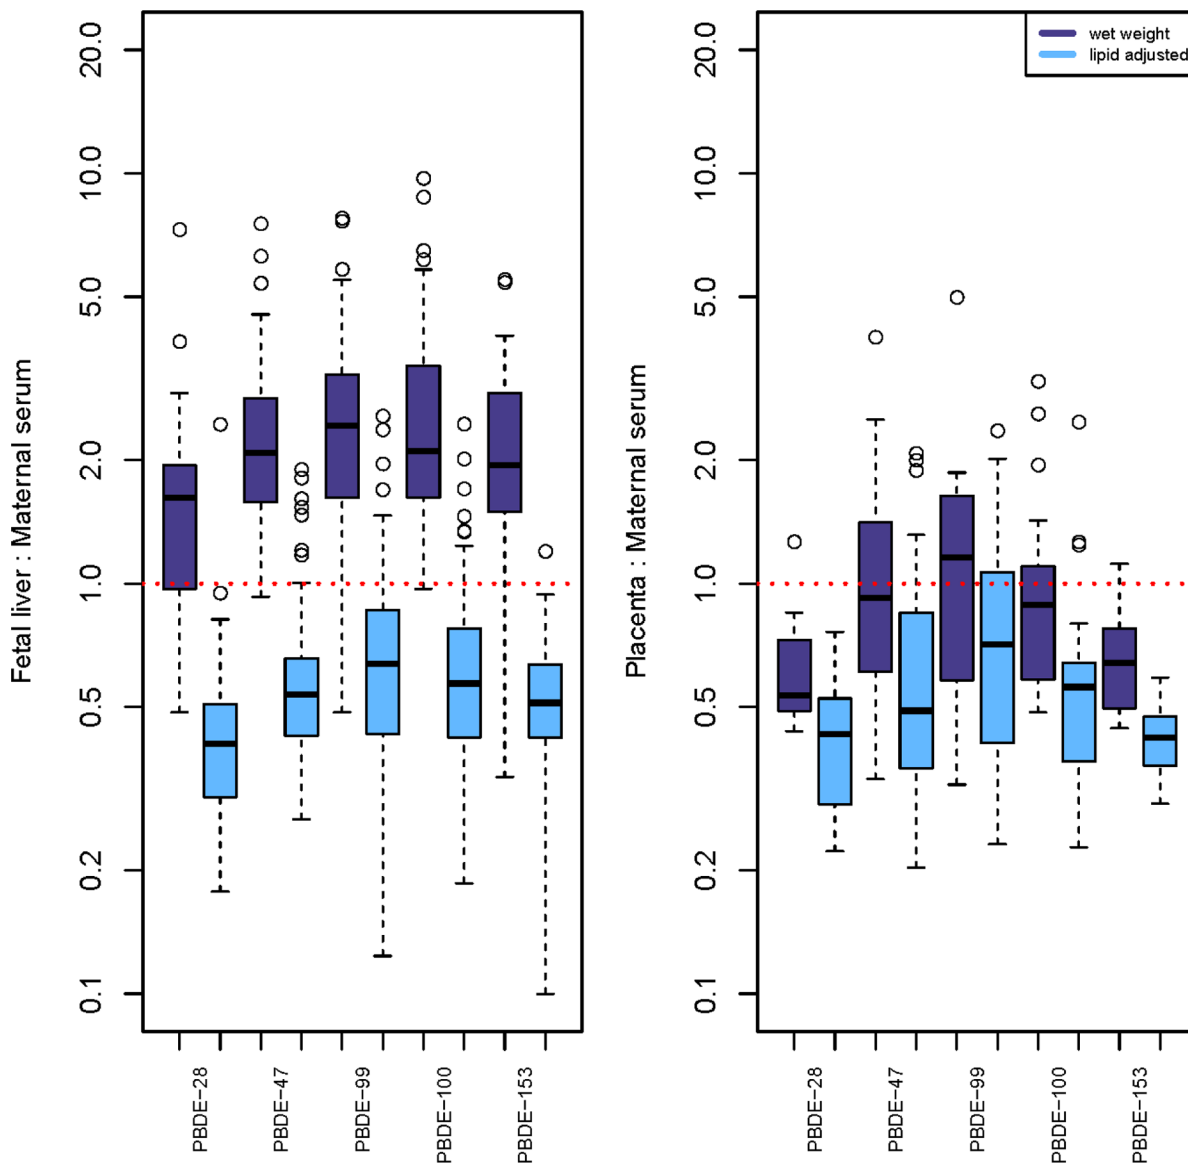 Fetal liver : Maternal serum
20.0
10.0
5.0
2.0
1.0
0.5
0.2
0.1
PBDE-28
PBDE-47
PBDE-99
PBDE-100
PBDE-153
Placenta : Maternal serum
20.0
10.0
5.0
2.0
1.0
0.5
0.2
0.1
PBDE-28
PBDE-47
PBDE-99
PBDE-100
PBDE-153
wet weight
lipid adjusted